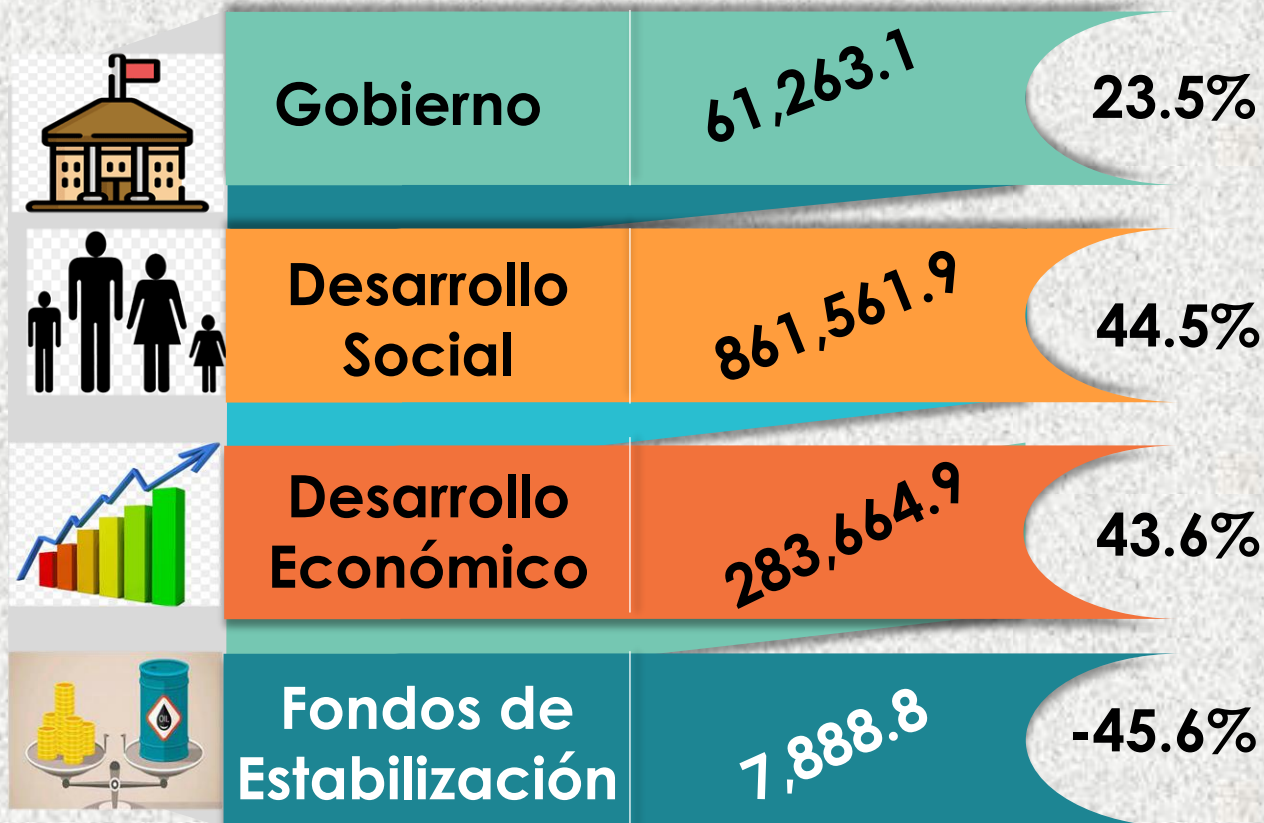 Gobierno
61,263.1
23.5%
Desarrollo
Social
861,561.9
44.5%
Desarrollo
Económico
283,664.9
43.6%
OIL
Fondos de
Estabilización
7,888.8
-45.6%